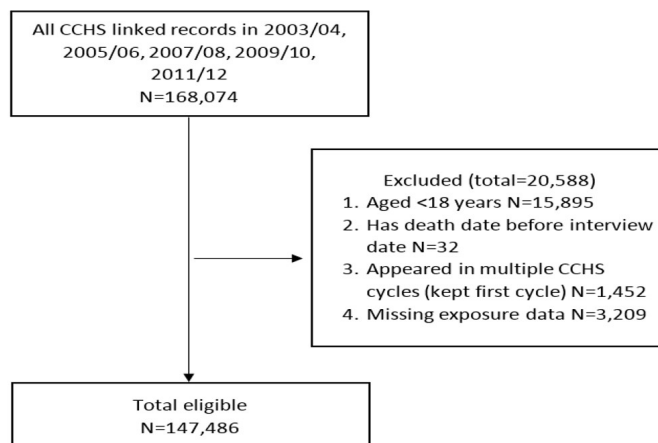 All CCHS linked records in 2003/04,
2005/06, 2007/08, 2009/10,
2011/12
N=168,074
Excluded (total=20,588)
1. Aged <18 years N=15,895
2. Has death date before interview
date N=32
3. Appeared in multiple CCHS
cycles (kept first cycle) N=1,452
4. Missing exposure data N=3,209
Total eligible
N=147,486